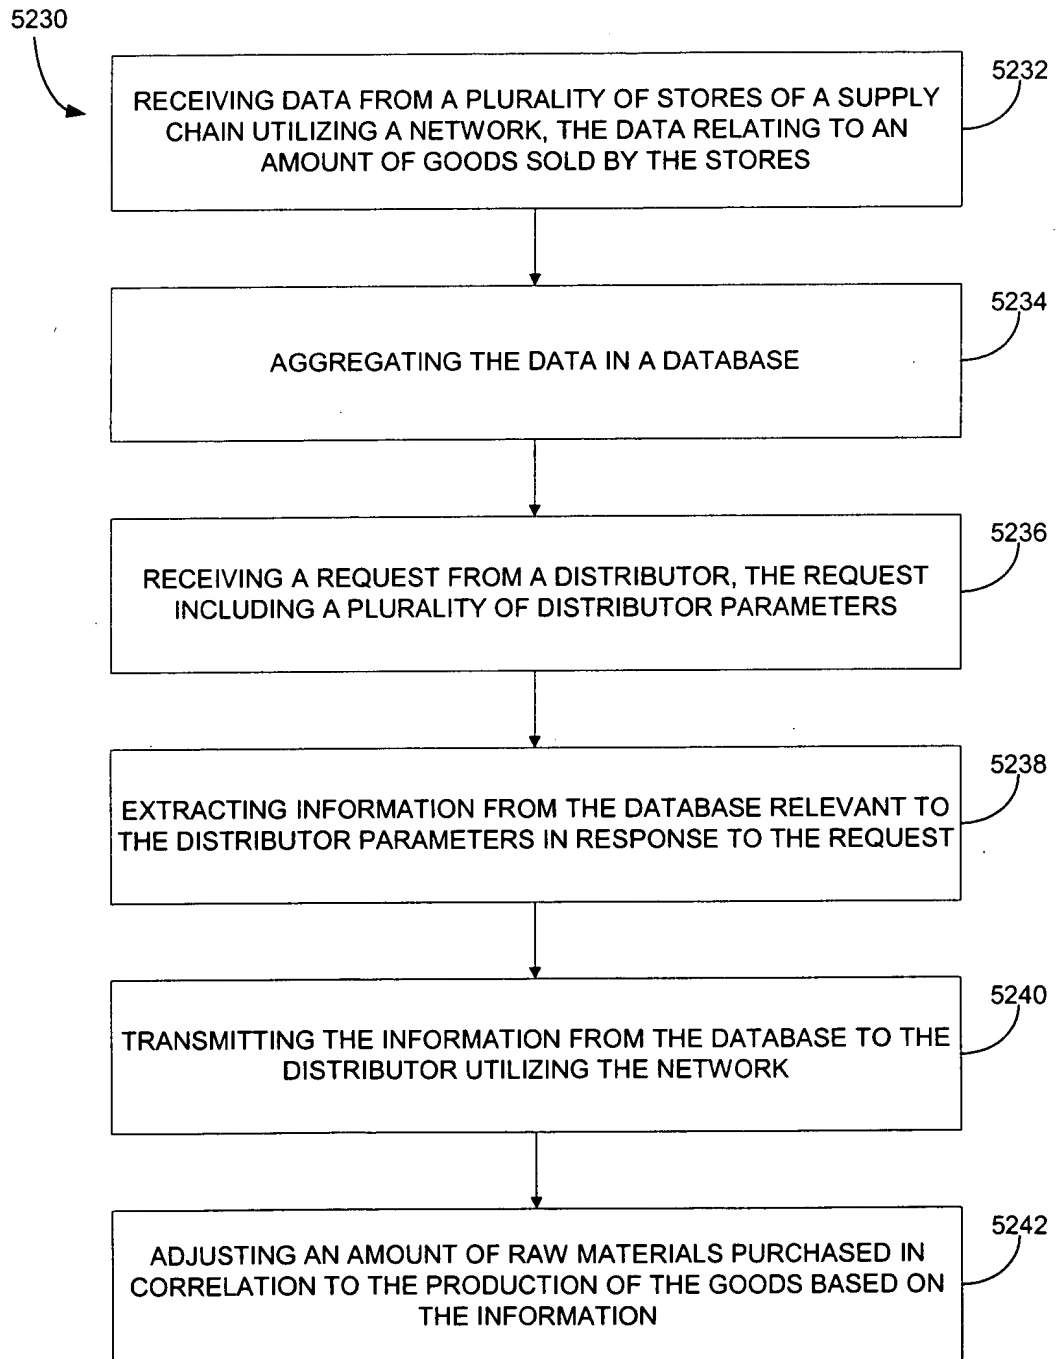 5230
5232
RECEIVING DATA FROM A PLURALITY OF STORES OF A SUPPLY
CHAIN UTILIZING A NETWORK, THE DATA RELATING TO AN
AMOUNT OF GOODS SOLD BY THE STORES
5234
AGGREGATING THE DATA IN A DATABASE
5236
RECEIVING A REQUEST FROM A DISTRIBUTOR, THE REQUEST
INCLUDING A PLURALITY OF DISTRIBUTOR PARAMETERS
5238
EXTRACTING INFORMATION FROM THE DATABASE RELEVANT TO
THE DISTRIBUTOR PARAMETERS IN RESPONSE TO THE REQUEST
5240
TRANSMITTING THE INFORMATION FROM THE DATABASE TO THE
DISTRIBUTOR UTILIZING THE NETWORK
5242
ADJUSTING AN AMOUNT OF RAW MATERIALS PURCHASED IN
CORRELATION TO THE PRODUCTION OF THE GOODS BASED ON
THE INFORMATION